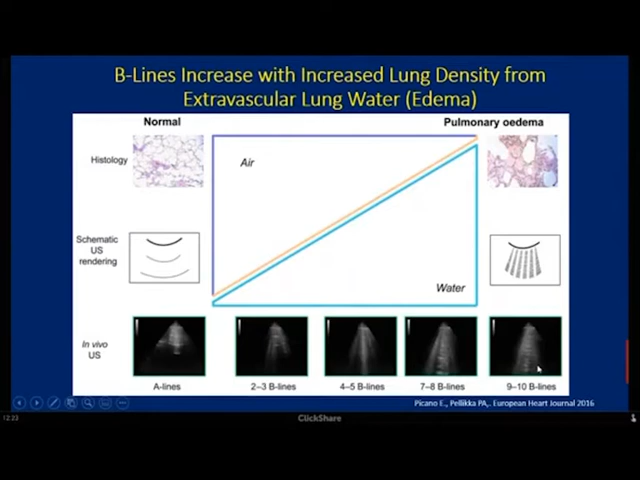 B-Lines Increase with Increased Lung Density from
Extravascular Lung Water (Edema)
Normal
Pulmonary oedema
Histology
Air
Schematic
US
rendering
Water
In vivo
US
A-lines
2–3 B-lines
4–5 B-lines
7–8 B-lines
9–10 B-lines
Picano E., Pellikka PA,. European Heart Journal 2016
12:23
ClickShare